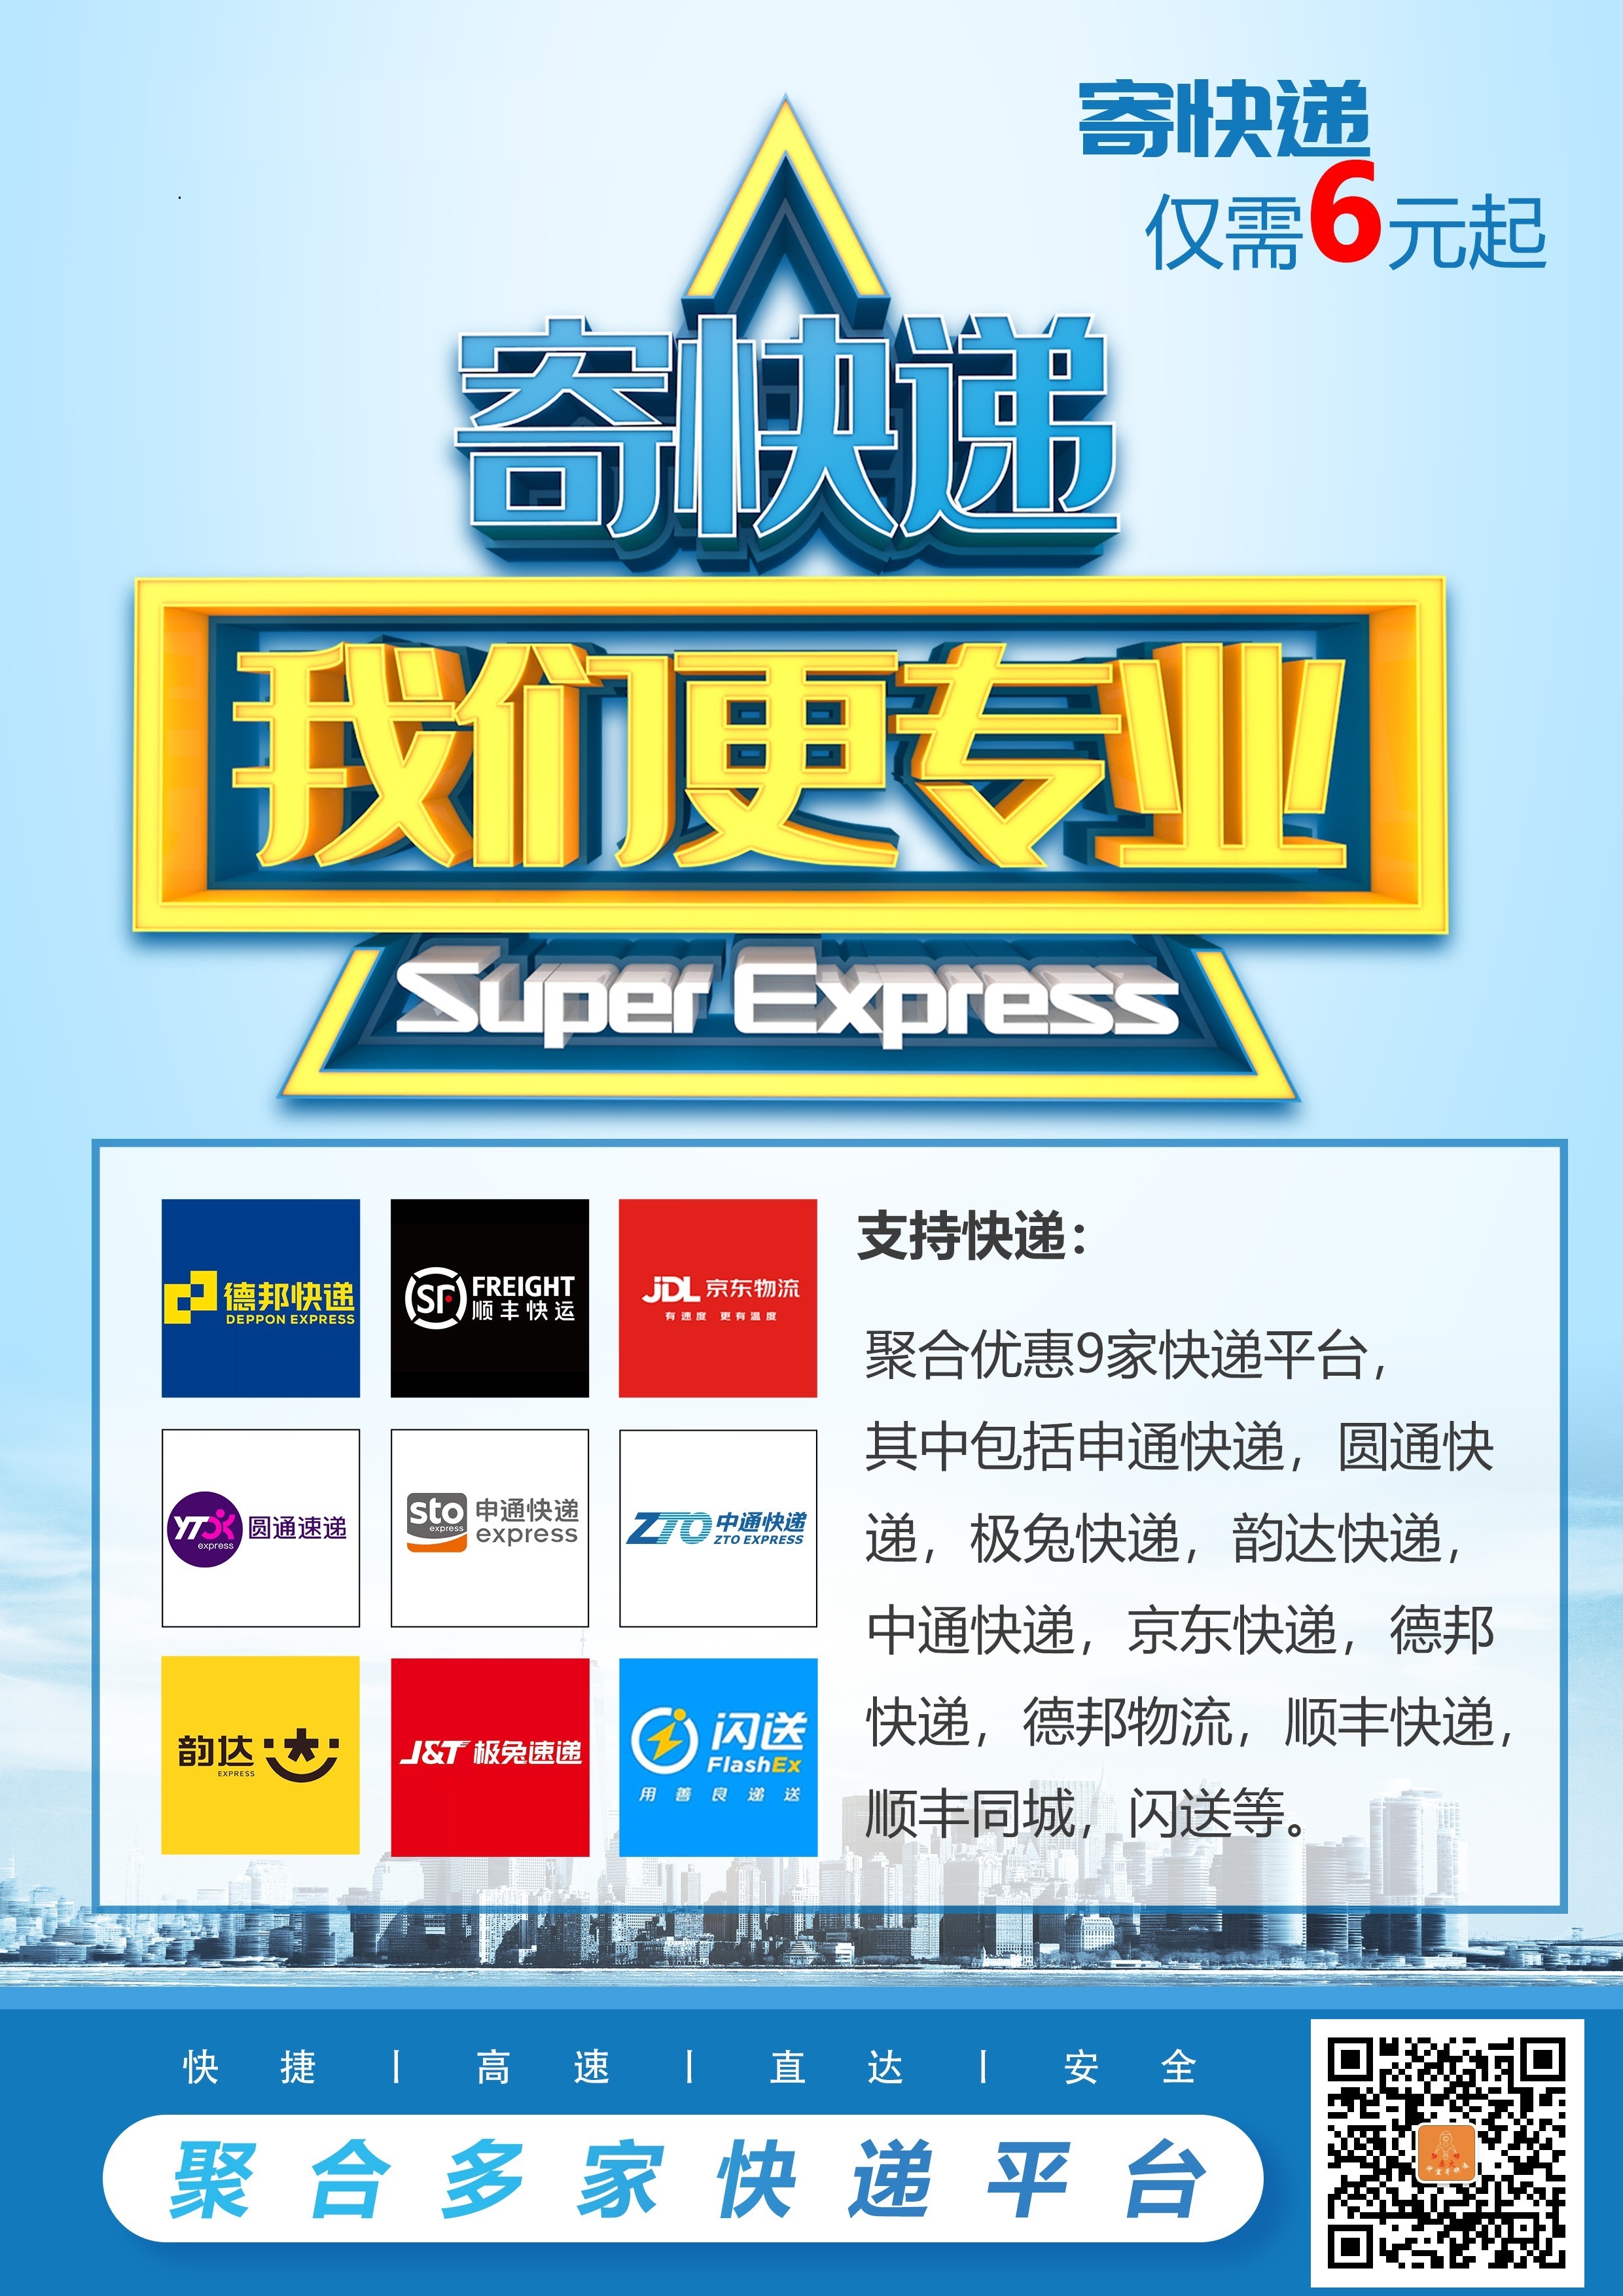 寄快递
仅需6元起
寄快递
我们更专业
Super Express
德邦快递
DEPPON EXPRESS
SF FREIGHT
顺丰快运
JDL 京东物流
有速度 更有温度
YTO express 圆通速递
sto express 申通快递
express
ZTO 中通快递
ZTO EXPRESS
韵达
EXPRESS
J&T 极兔速递
闪送
FlashEx
用善良递送
支持快递：
聚合优惠9家快递平台，
其中包括申通快递，圆通快
递，极兔快递，韵达快递，
中通快递，京东快递，德邦
快递，德邦物流，顺丰快递，
顺丰同城，闪送等。
快捷丨高速丨直达丨安全
聚合多家快递平台